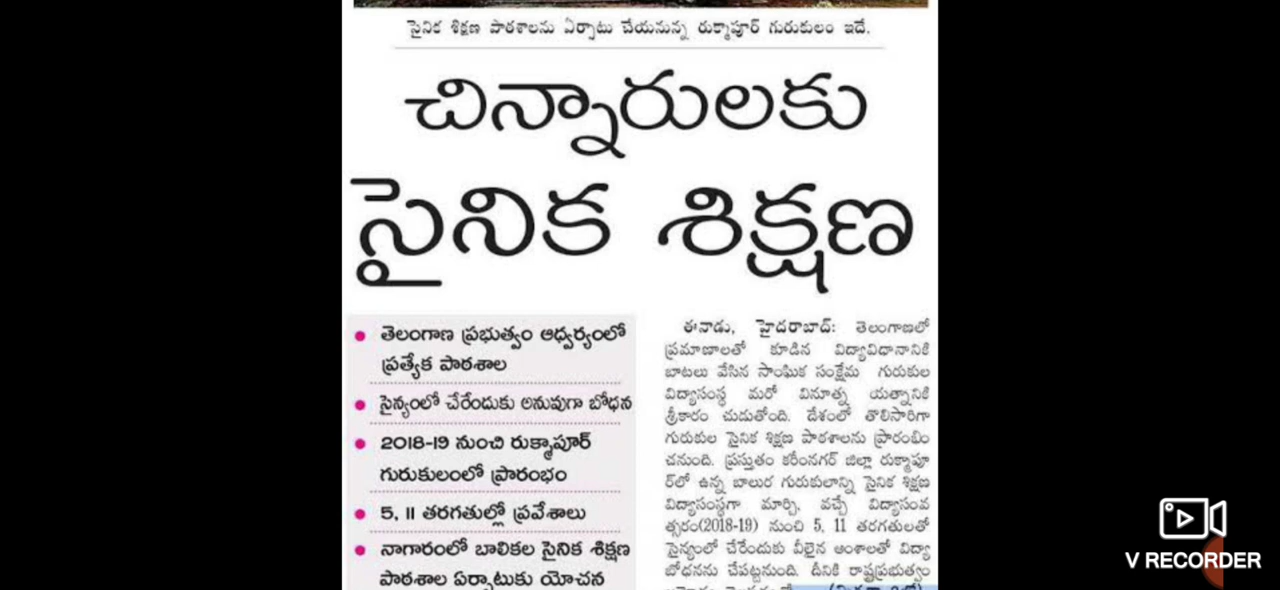 సైనిక శిక్షణ పాఠశాలను ఏర్పాటు చేయనున్న రుక్మాపూర్ గురుకులం ఇదే.
చిన్నారులకు
సైనిక శిక్షణ
• తెలంగాణ ప్రభుత్వం ఆధ్వర్యంలో
ప్రత్యేక పాఠశాల
• సైన్యంలో చేరేందుకు అనువుగా బోధన
• 2018-19 నుంచి రుక్మాపూర్
గురుకులంలో ప్రారంభం
• 5, 11 తరగతుల్లో ప్రవేశాలు
• నాగారంలో బాలికల సైనిక శిక్షణ
పాఠశాల ఏర్పాటుకు యోచన
ఈనాడు, హైదరాబాద్: తెలంగాణలో
ప్రమాణాలతో కూడిన విద్యావిధానానికి
బాటలు వేసిన సాంఘిక సంక్షేమ గురుకుల
విద్యాసంస్థ మరో వినూత్న యత్నానికి
శ్రీకారం చుడుతోంది. దేశంలో తొలిసారిగా
గురుకుల సైనిక శిక్షణ పాఠశాలను ప్రారంభిం
చనుంది. ప్రస్తుతం కరీంనగర్ జిల్లా రుక్మాపూ
ర్‌లో ఉన్న బాలుర గురుకులాన్ని సైనిక శిక్షణ
విద్యాసంస్థగా మార్చి, వచ్చే విద్యాసంవ
త్సరం(2018-19) నుంచి 5, 11 తరగతులతో
సైన్యంలో చేరేందుకు వీలైన అంశాలతో విద్యా
బోధనను చేపట్టనుంది. దీనికి రాష్ట్రప్రభుత్వం
V RECORDER